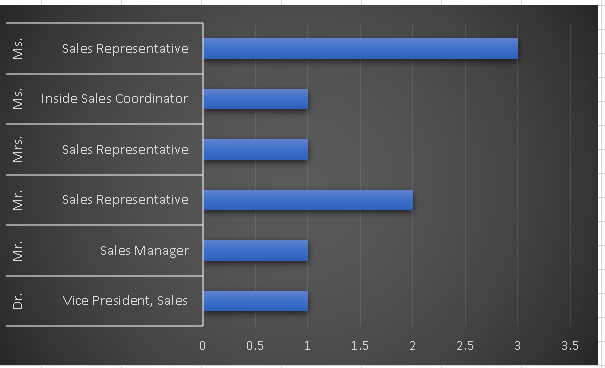 Ms. Sales Representative
Ms. Inside Sales Coordinator
Mrs. Sales Representative
Mr. Sales Representative
Mr. Sales Manager
Dr. Vice President, Sales
0 0.5 1 1.5 2 2.5 3 3.5